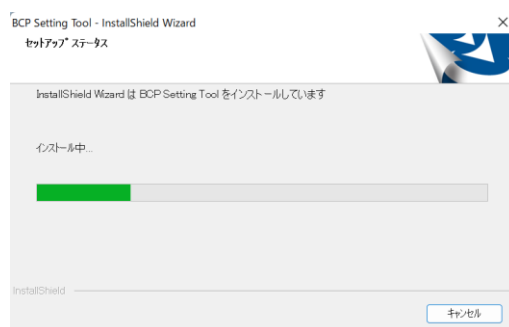 BCP Setting Tool - InstallShield Wizard
セットアップ ステータス
InstallShield Wizard は BCP Setting Tool をインストールしています
インストール中...
InstallShield
キャンセル